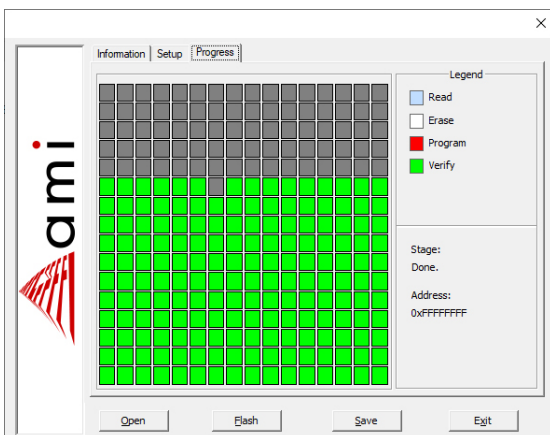 ami
Information
Setup
Progress
Legend
Read
Erase
Program
Verify
Stage:
Done.
Address:
0xFFFFFFFF
Open
Flash
Save
Exit